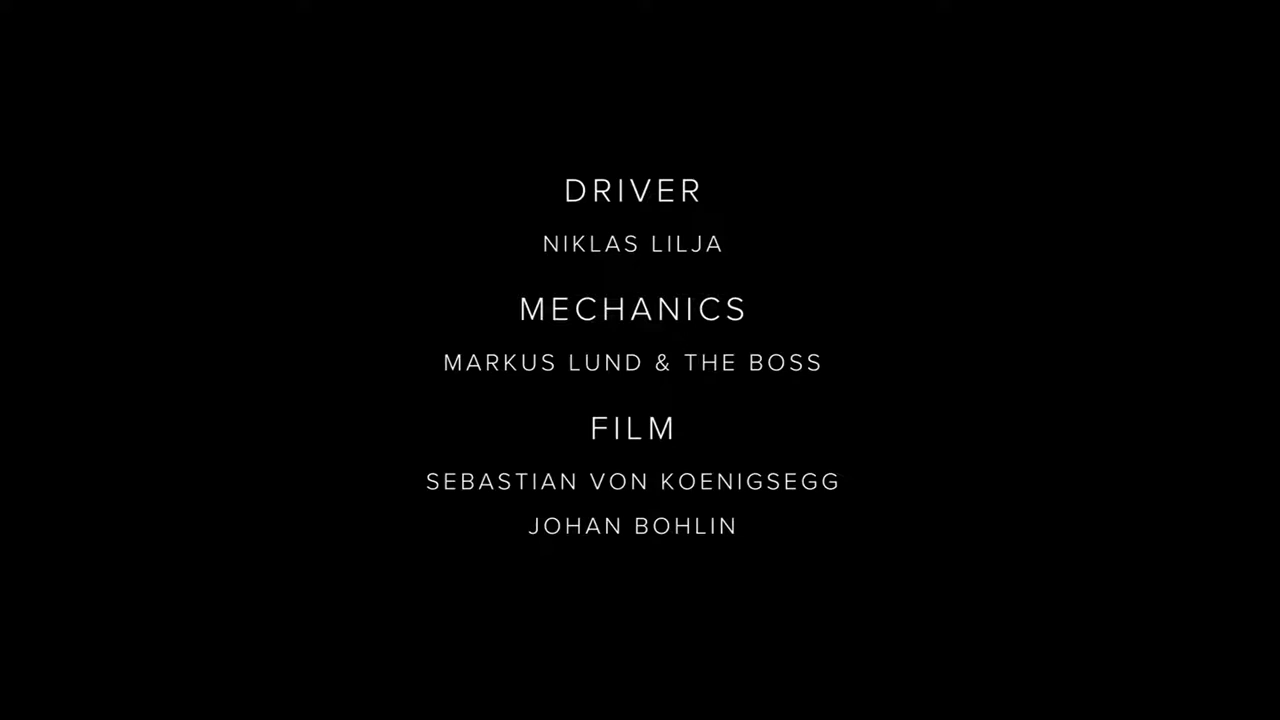 DRIVER
NIKLAS LILJA
MECHANICS
MARKUS LUND & THE BOSS
FILM
SEBASTIAN VON KOENIGSEGG
JOHAN BOHLIN